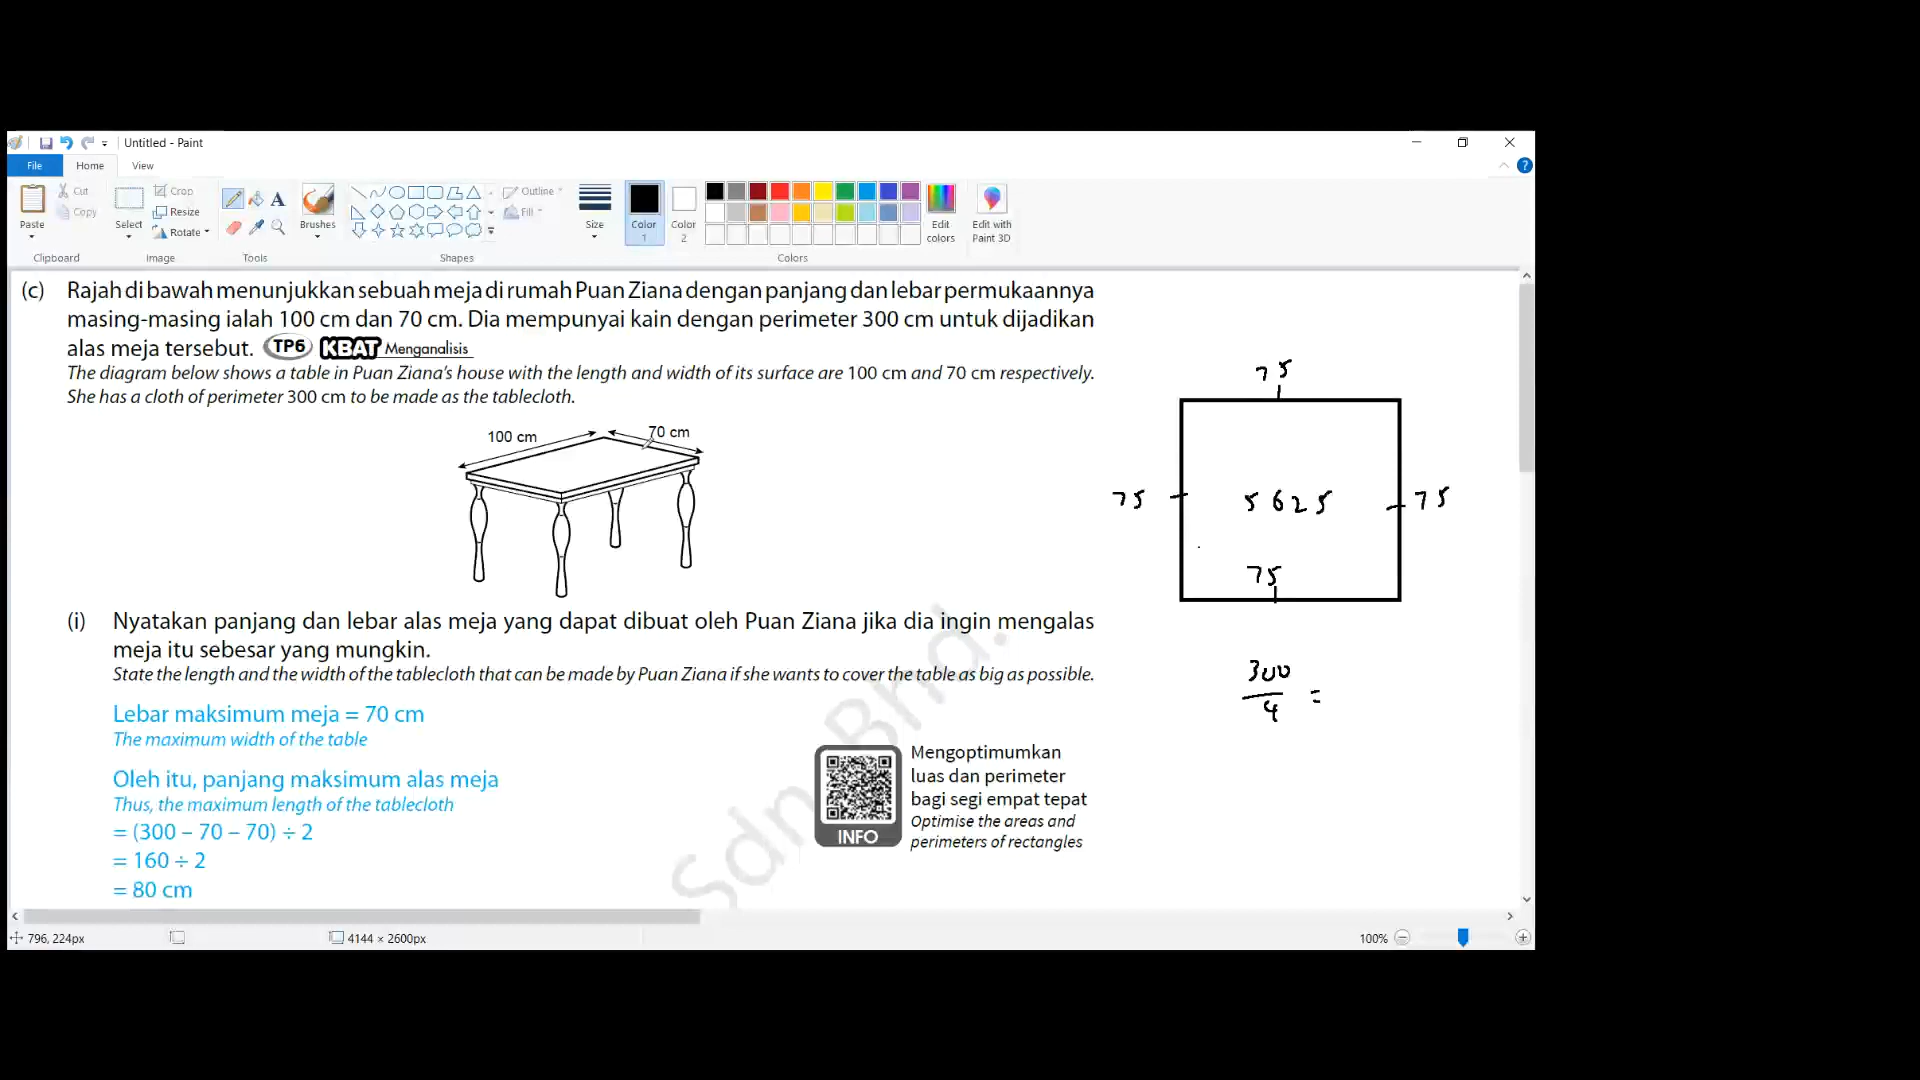 Untitled - Paint
File Home View
Cut
Copy
Paste
Clipboard
Crop
Resize
Rotate
Select
Image
Tools
Brushes
Outline
Fill
Shapes
Size
Color 1
Color 2
Colors
Edit colors
Edit with Paint 3D
(c) Rajah di bawah menunjukkan sebuah meja di rumah Puan Ziana dengan panjang dan lebar permukaannya
masing-masing ialah 100 cm dan 70 cm. Dia mempunyai kain dengan perimeter 300 cm untuk dijadikan
alas meja tersebut. TP6 KBAT Menganalisis
The diagram below shows a table in Puan Ziana's house with the length and width of its surface are 100 cm and 70 cm respectively.
She has a cloth of perimeter 300 cm to be made as the tablecloth.
100 cm 70 cm
75
75 5625 75
75
(i) Nyatakan panjang dan lebar alas meja yang dapat dibuat oleh Puan Ziana jika dia ingin mengalas
meja itu sebesar yang mungkin.
State the length and the width of the tablecloth that can be made by Puan Ziana if she wants to cover the table as big as possible.
300
4 =
Lebar maksimum meja = 70 cm
The maximum width of the table
Oleh itu, panjang maksimum alas meja
Thus, the maximum length of the tablecloth
= (300 – 70 – 70) ÷ 2
= 160 ÷ 2
= 80 cm
INFO
Mengoptimumkan
luas dan perimeter
bagi segi empat tepat
Optimise the areas and
perimeters of rectangles
Sdn. Bhd.
796, 224px
4144 × 2600px
100%